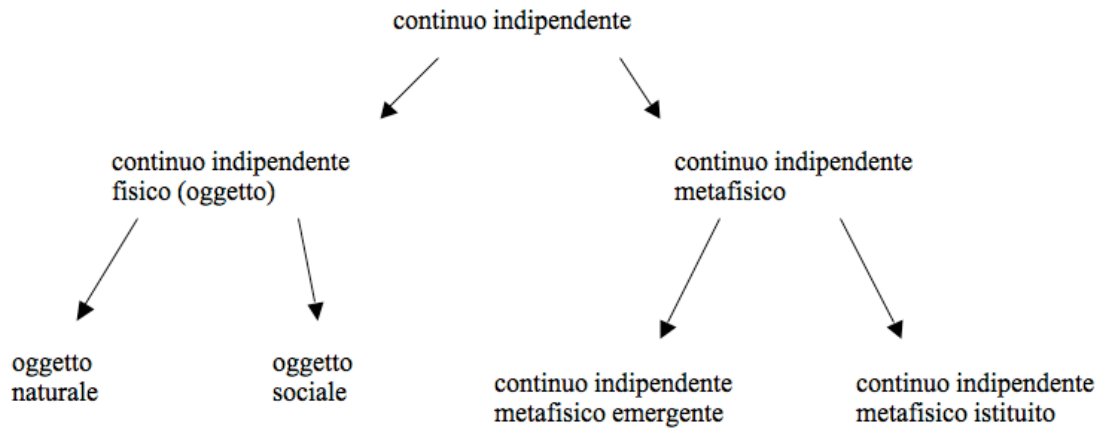 continuo indipendente
continuo indipendente
fisico (oggetto)
continuo indipendente
metafisico
oggetto
naturale
oggetto
sociale
continuo indipendente
metafisico emergente
continuo indipendente
metafisico istituito